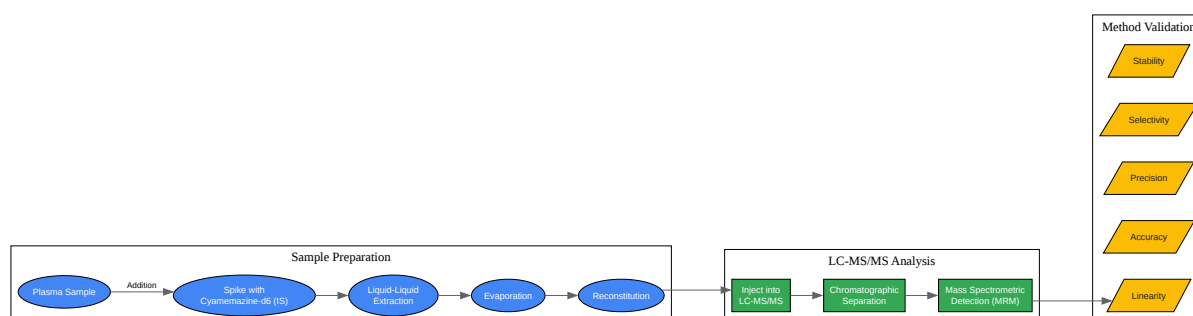 Method Validation
Stability
Selectivity
Precision
Accuracy
Linearity
Sample Preparation
Plasma Sample
Addition
Spike with
Cyamemazine-d6 (IS)
Liquid-Liquid
Extraction
Evaporation
Reconstitution
LC-MS/MS Analysis
Inject into
LC-MS/MS
Chromatographic
Separation
Mass Spectrometric
Detection (MRM)